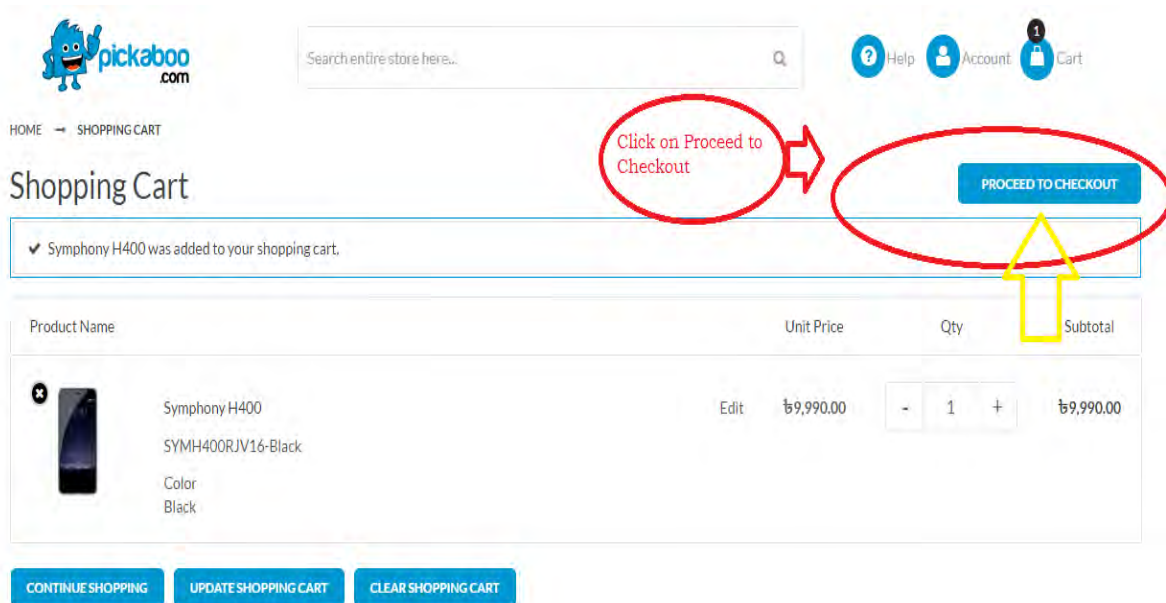 pickaboo
.com
Search entire store here...
? Help Account 1 Cart
HOME → SHOPPING CART
Click on Proceed to
Checkout
Shopping Cart
PROCEED TO CHECKOUT
✔ Symphony H400 was added to your shopping cart.
Product Name Unit Price Qty Subtotal
Symphony H400 Edit ৳9,990.00 - 1 + ৳9,990.00
SYMH400RJV16-Black
Color
Black
CONTINUE SHOPPING UPDATE SHOPPING CART CLEAR SHOPPING CART